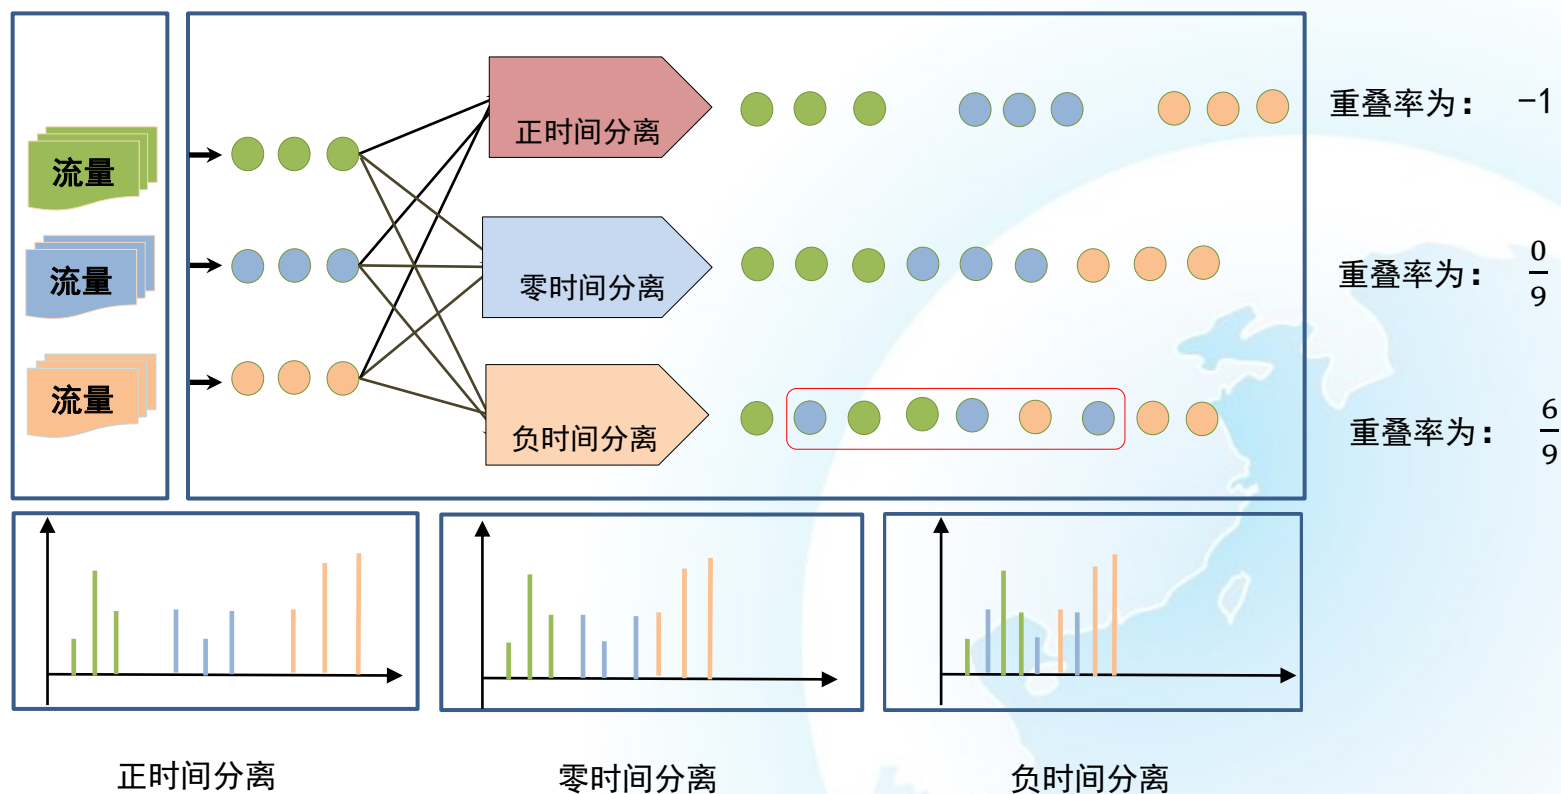 流量
流量
流量
正时间分离
零时间分离
负时间分离
重叠率为： -1
重叠率为： 0/9
重叠率为： 6/9
正时间分离
零时间分离
负时间分离